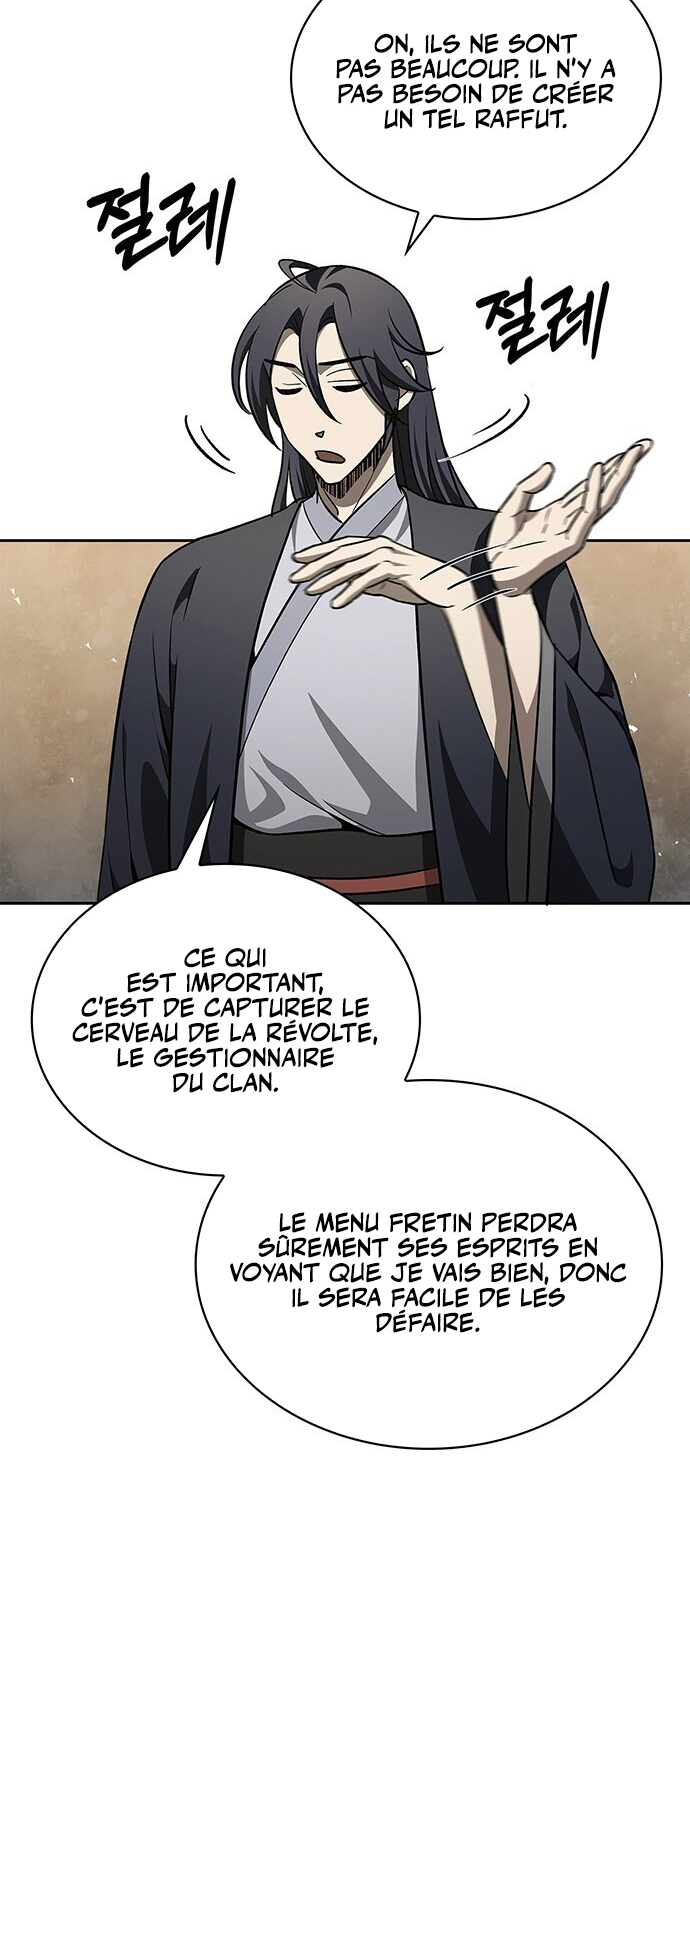 ON, ILS NE SONT
PAS BEAUCOUP. IL N'Y A
PAS BESOIN DE CRÉER
UN TEL RAFFUT.
절레
절레
CE QUI
EST IMPORTANT,
C'EST DE CAPTURER LE
CERVEAU DE LA RÉVOLTE,
LE GESTIONNAIRE
DU CLAN.
LE MENU FRETIN PERDRA
SÛREMENT SES ESPRITS EN
VOYANT QUE JE VAIS BIEN, DONC
IL SERA FACILE DE LES
DÉFAIRE.